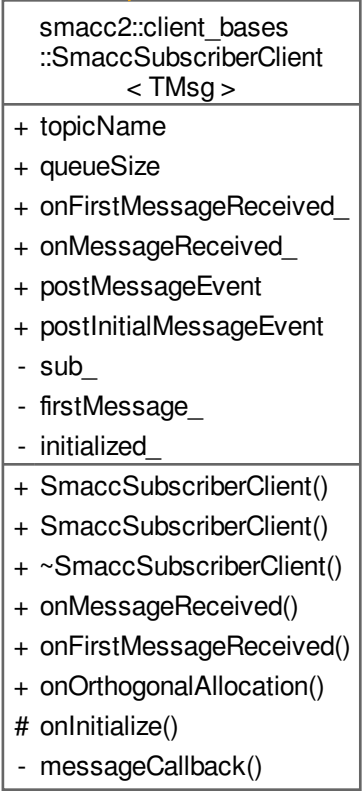 smacc2::client_bases
::SmaccSubscriberClient
< TMsg >
+ topicName
+ queueSize
+ onFirstMessageReceived_
+ onMessageReceived_
+ postMessageEvent
+ postInitialMessageEvent
- sub_
- firstMessage_
- initialized_
+ SmaccSubscriberClient()
+ SmaccSubscriberClient()
+ ~SmaccSubscriberClient()
+ onMessageReceived()
+ onFirstMessageReceived()
+ onOrthogonalAllocation()
# onInitialize()
- messageCallback()